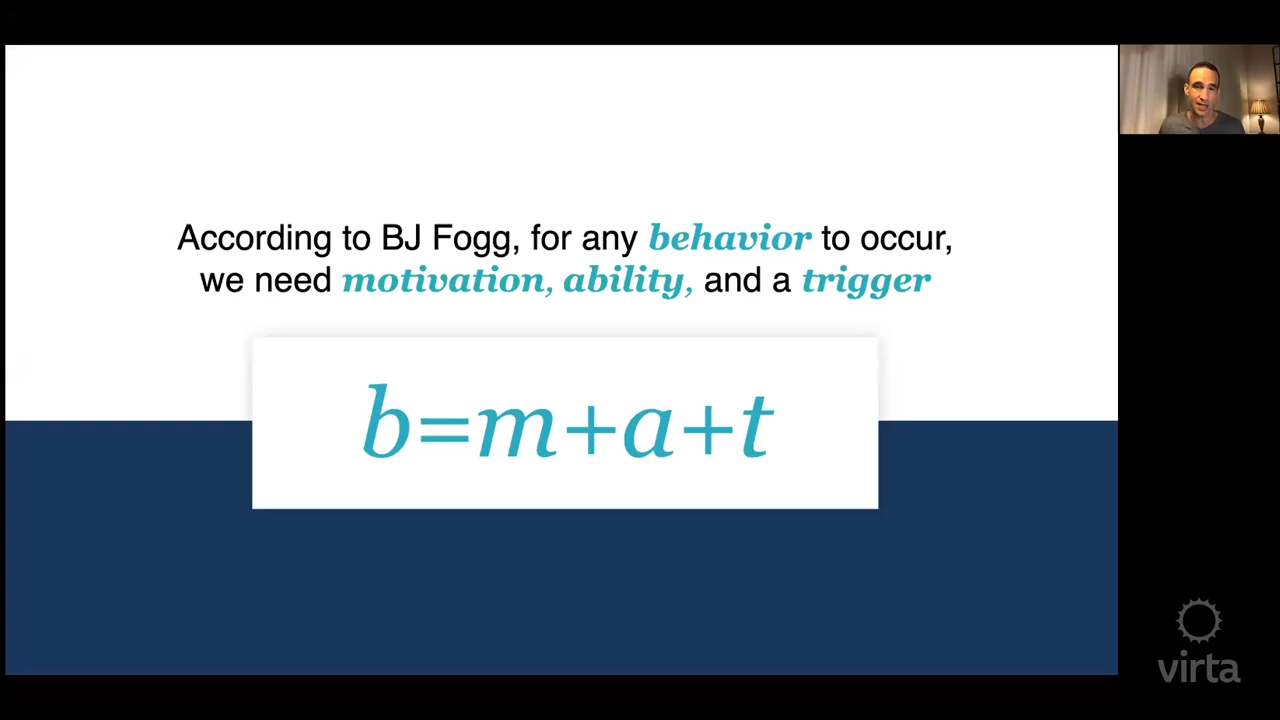 According to BJ Fogg, for any behavior to occur,
we need motivation, ability, and a trigger
b=m+a+t
virta